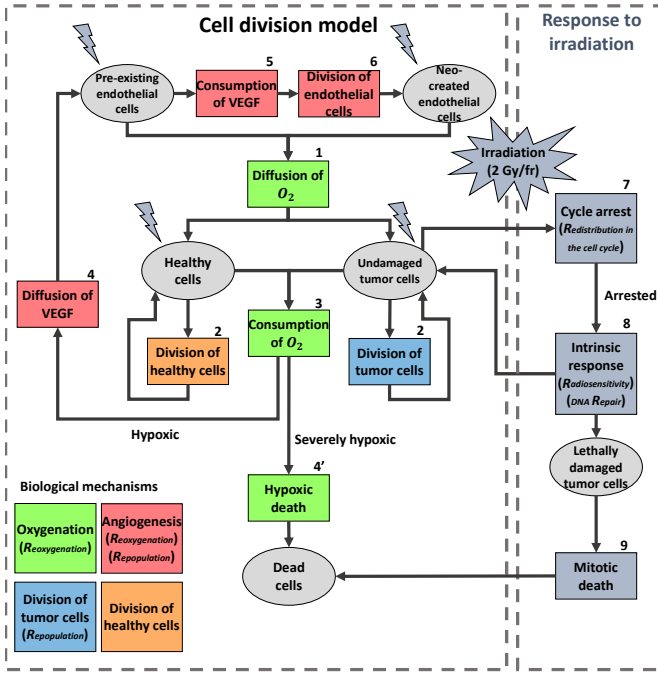 Cell division model
Response to
irradiation
Pre-existing
endothelial
cells
5
Consumption
of VEGF
6
Division of
endothelial
cells
Neo-
created
endothelial
cells
Irradiation
(2 Gy/fr)
1
Diffusion of
O₂
7
Cycle arrest
(Redistribution in
the cell cycle)
4
Diffusion of
VEGF
Healthy
cells
Undamaged
tumor cells
Arrested
3
Consumption
of O₂
2
Division of
healthy cells
2
Division of
tumor cells
8
Intrinsic
response
(Radiosensitivity)
(DNA Repair)
Hypoxic
Severely hypoxic
Lethally
damaged
tumor cells
4’
Hypoxic
death
Dead
cells
9
Mitotic
death
Biological mechanisms
Oxygenation
(Reoxygenation)
Angiogenesis
(Reoxygenation)
(Repopulation)
Division of
tumor cells
(Repopulation)
Division of
healthy cells